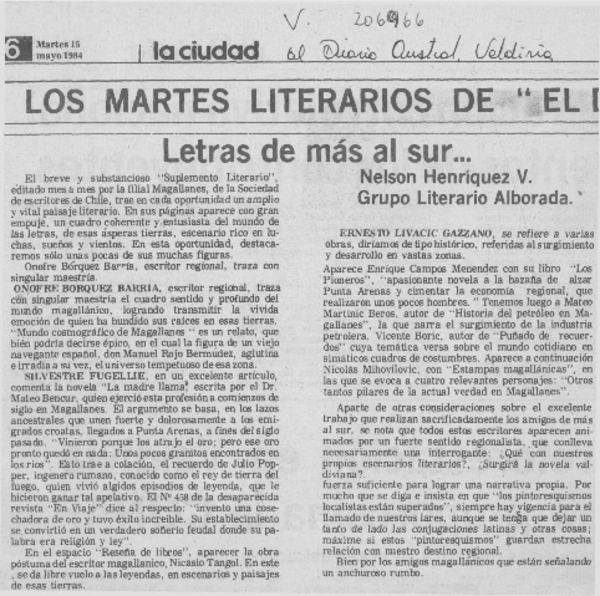 V. 206966
6 Martes 15
mayo 1984
la ciudad
el Diario Austral, Valdivia
LOS MARTES LITERARIOS DE "EL
Letras de más al sur...
Nelson Henríquez V.
Grupo Literario Alborada.
El breve y substancioso "Suplemento Literario",
editado mes a mes por la filial Magallanes, de la Sociedad
de escritores de Chile, trae en cada oportunidad un amplio
y vital paisaje literario. En sus páginas aparece con gran
empuje, un cuadro coherente y entusiasta del mundo de
las letras, de esas ásperas tierras, escenario rico en lu-
chas, sueños y vientos. En esta oportunidad, destaca-
remos sólo unas pocas de sus muchas figuras.
Onofre Bórquez Barría, escritor regional, traza con
singular maestría.
ONOFRE BORQUEZ BARRIA, escritor regional, traza
con singular maestría el cuadro sentido y profundo del
mundo magallánico, logrando transmitir la vívida
emoción de quien ha hundido sus raíces en esas tierras.
"Mundo cosmográfico de Magallanes" es un relato, que
bien podría decirse épico, en el cual la figura de un viejo
navegante español, don Manuel Rojo Bermúdez, aglutina
e irradia a su vez, el universo tempetuoso de esa zona.
SILVESTRE FUGELLIE, en un excelente artículo,
comenta la novela "La madre llama", escrita por el Dr.
Mateo Bencur, quien ejerció esta profesión a comienzos de
siglo en Magallanes. El argumento se basa, en los lazos
ancestrales que unen fuerte y dolorosamente a los emi-
grados croatas, llegados a Punta Arenas, a fines del siglo
pasado. "Vinieron porque los atrajo el oro; pero ese oro
pronto quedó en nada: Unos pocos granitos encontrados en
los ríos". Esto trae a colación, el recuerdo de Julio Pop-
per, ingenero rumano, conocido como el rey de tierra del
fuego, quien vivió algidos episodios de leyenda, que le
hicieron ganar tal apelativo. El Nº 458 de la desaparecida
revista "En Viaje" dice al respecto: "invento una cose-
chadora de oro y tuvo éxito increíble. Su establecimiento
se convirtió en un verdadero soñerío feudal donde su pa-
labra era religión y ley".
En el espacio "Reseña de libros", aparecer la obra
póstuma del escritor magallanico, Nicasio Tangol. En este
, se da libre vuelo a las leyendas, en escenarios y paisajes
de esas tierras.
ERNESTO LIVACIC GAZZANO, se refiere a varias
obras, diríamos de tipo histórico, referidas al surgimiento
y desarrollo en vastas zonas.
Aparece Enrique Campos Menendez con su libro "Los
Pioneros", "apasionante novela a la hazaña de alzar
Punta Arenas y cimentar la economía regional, que
realizaron unos pocos hombres." Tenemos luego a Mateo
Martinic Beros, autor de "Historia del petróleo en Ma-
gallanes", la que narra el surgimiento de la industria
petrolera. Vicente Boric, autor de "Puñado de recuer-
dos" cuya temática versa sobre el mundo cotidiano en
simáticos cuadros de costumbres. Aparece a continuación
Nicolás Mihovilovic, con "Estampas magallánicas", en
las que se evoca a cuatro relevantes personajes: "Otros
tantos pilares de la actual verdad en Magallanes".
Aparte de otras consideraciones sobre el excelente
trabajo que realizan sacrificadamente los amigos de más
al sur, se nota que todos estos escritores aparecen ani-
mados por un fuerte sentido regionalista, que conlleva
necesariamente una interrogante: ¿Qué con nuestros
propios escenarios literarios?, ¿Surgirá la novela val-
diviana?
fuerza suficiente para lograr una narrativa propia. Por
mucho que se diga e insista en que "los pintoresquismos
localistas están superados", siempre hay vigencia para el
llamado de nuestros lares, aunque se tenga que dejar un
tanto de lado las conjugaciones latinas y otras cosas;
máxime si estos "pintoresquismos" guardan estrecha
relación con nuestro destino regional.
Bien por los amigos magallánicos que están señalando
un anchuroso rumbo.